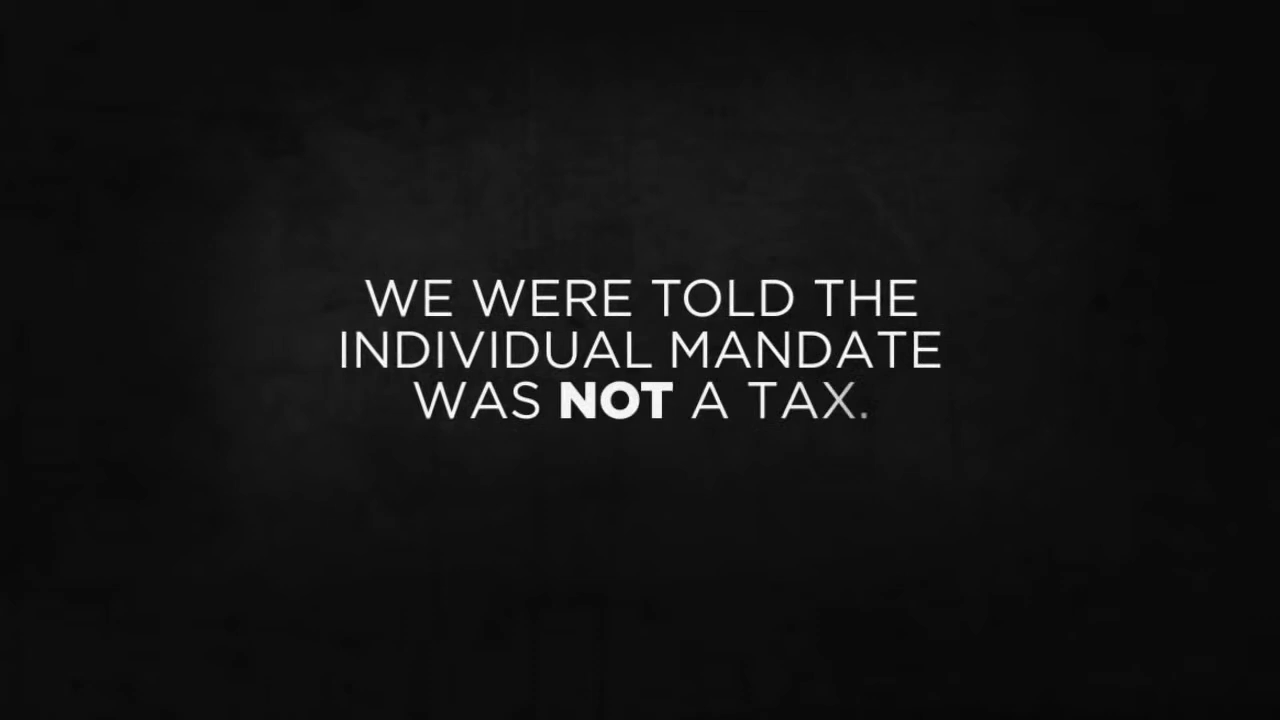 WE WERE TOLD THE
INDIVIDUAL MANDATE
WAS NOT A TAX.